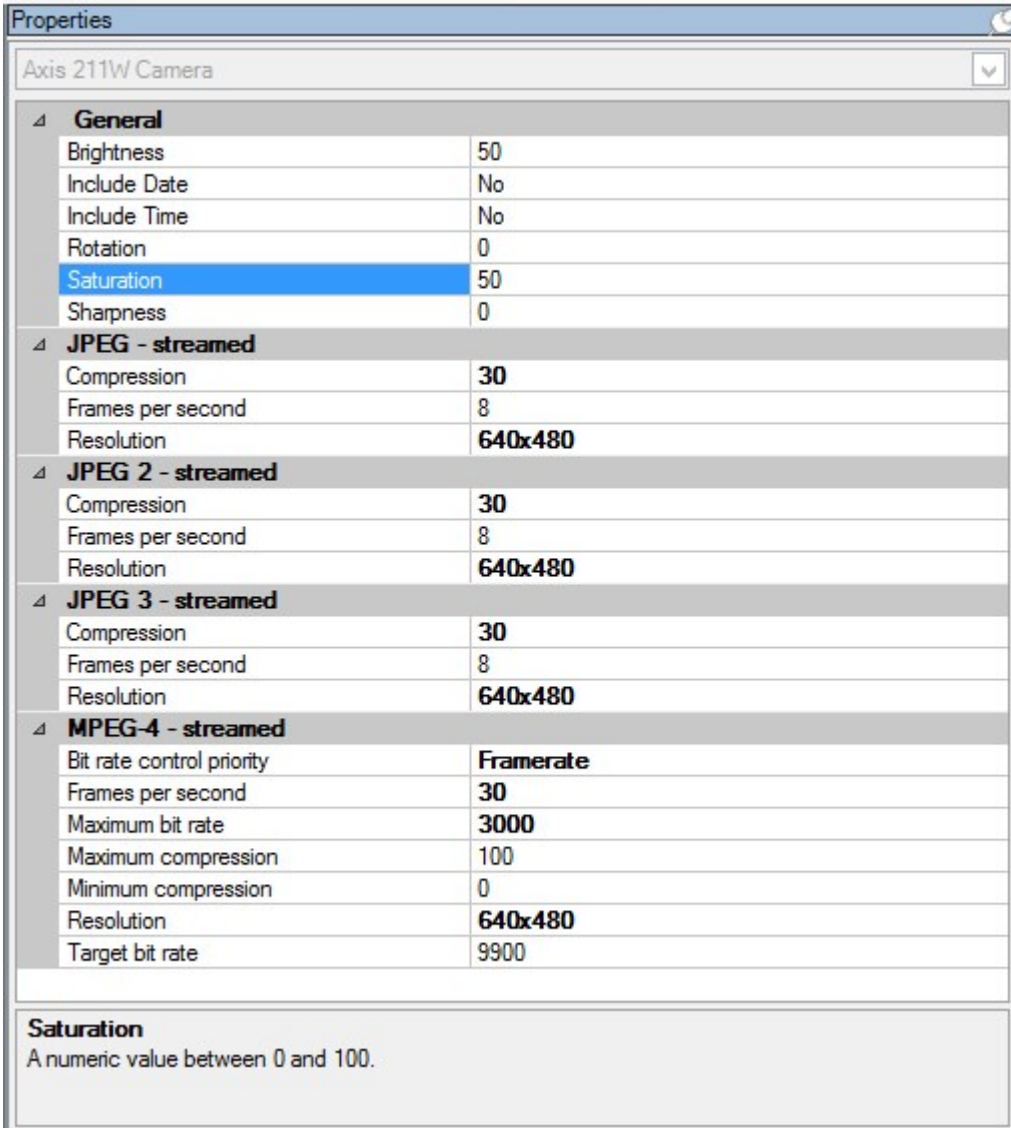 Properties
Axis 211W Camera
General
Brightness 50
Include Date No
Include Time No
Rotation 0
Saturation 50
Sharpness 0
JPEG - streamed
Compression 30
Frames per second 8
Resolution 640x480
JPEG 2 - streamed
Compression 30
Frames per second 8
Resolution 640x480
JPEG 3 - streamed
Compression 30
Frames per second 8
Resolution 640x480
MPEG-4 - streamed
Bit rate control priority Framerate
Frames per second 30
Maximum bit rate 3000
Maximum compression 100
Minimum compression 0
Resolution 640x480
Target bit rate 9900
Saturation
A numeric value between 0 and 100.